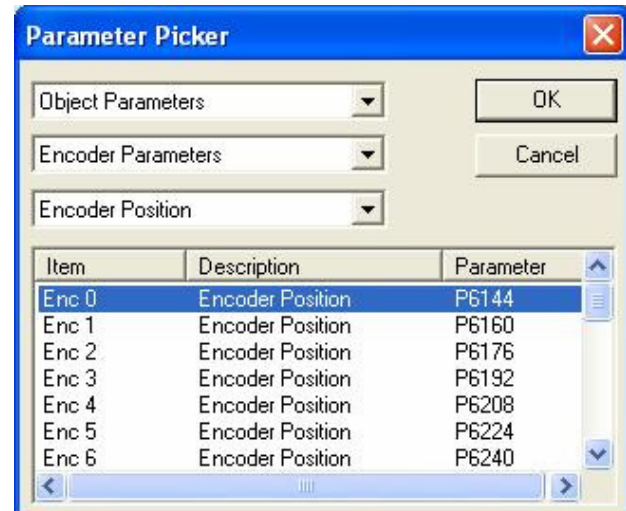 Parameter Picker
Object Parameters
OK
Encoder Parameters
Cancel
Encoder Position
Item Description Parameter
Enc 0 Encoder Position P6144
Enc 1 Encoder Position P6160
Enc 2 Encoder Position P6176
Enc 3 Encoder Position P6192
Enc 4 Encoder Position P6208
Enc 5 Encoder Position P6224
Enc 6 Encoder Position P6240